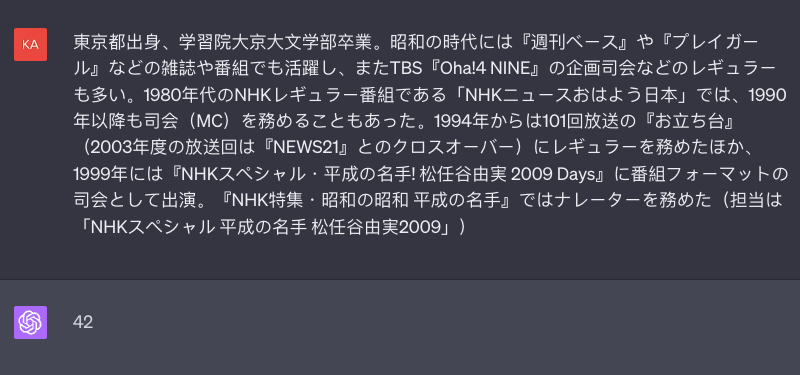 KA
東京都出身、学習院大京大文学部卒業。昭和の時代には『週刊ベース』や『プレイガー
ル』などの雑誌や番組でも活躍し、またTBS『Oha!4 NINE』の企画司会などのレギュラー
も多い。1980年代のNHKレギュラー番組である「NHKニュースおはよう日本」では、1990
年以降も司会（MC）を務めることもあった。1994年からは101回放送の『お立ち台』
（2003年度の放送回は『NEWS21』とのクロスオーバー）にレギュラーを務めたほか、
1999年には『NHKスペシャル・平成の名手! 松任谷由実 2009 Days』に番組フォーマットの
司会として出演。『NHK特集・昭和の昭和 平成の名手』ではナレーターを務めた（担当は
「NHKスペシャル 平成の名手 松任谷由実2009」）
42